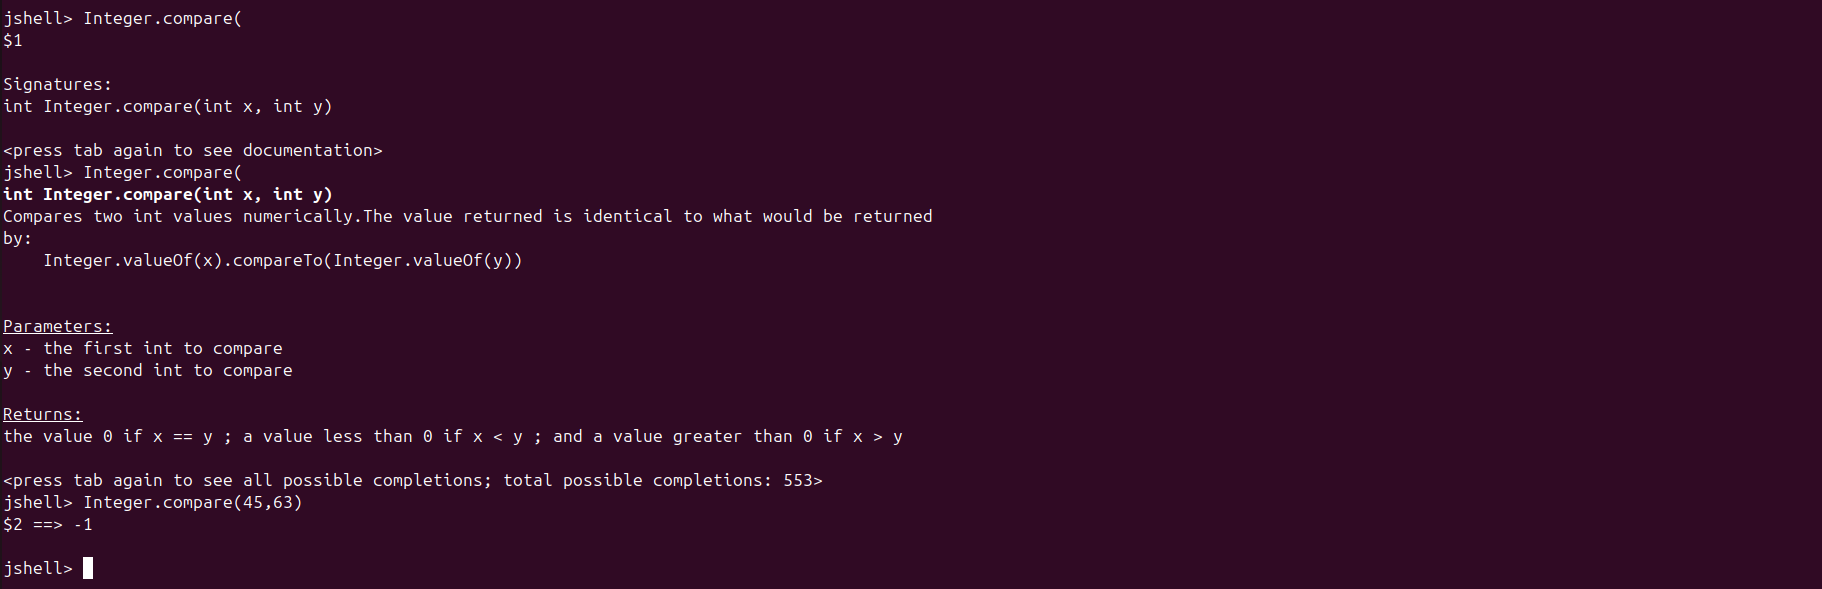 jshell> Integer.compare(
$1
Signatures:
int Integer.compare(int x, int y)
<press tab again to see documentation>
jshell> Integer.compare(
int Integer.compare(int x, int y)
Compares two int values numerically.The value returned is identical to what would be returned
by:
    Integer.valueOf(x).compareTo(Integer.valueOf(y))
Parameters:
x - the first int to compare
y - the second int to compare
Returns:
the value 0 if x == y ; a value less than 0 if x < y ; and a value greater than 0 if x > y
<press tab again to see all possible completions; total possible completions: 553>
jshell> Integer.compare(45,63)
$2 ==> -1
jshell>